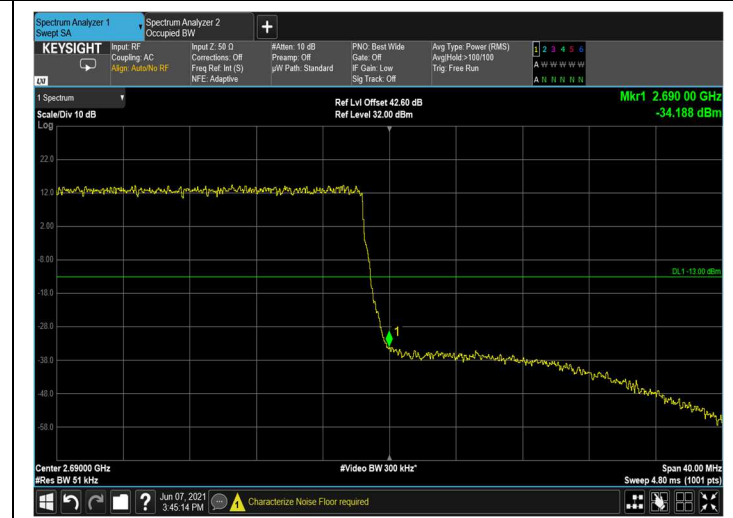 Spectrum Analyzer 1
Swept SA
Spectrum Analyzer 2
Occupied BW
+
KEYSIGHT
LXI
Input: RF
Coupling: AC
Align: Auto/No RF
Input Z: 50 Ω
Corrections: Off
Freq Ref: Int (S)
NFE: Adaptive
#Atten: 10 dB
Preamp: Off
µW Path: Standard
PNO: Best Wide
Gate: Off
IF Gain: Low
Sig Track: Off
Avg Type: Power (RMS)
Avg|Hold: >100/100
Trig: Free Run
1 2 3 4 5 6
A W W W W W
A N N N N N
1 Spectrum
Scale/Div 10 dB
Log
Ref Lvl Offset 42.60 dB
Ref Level 32.00 dBm
Mkr1 2.690 00 GHz
-34.188 dBm
22.0
12.0
2.00
-8.00
DL1 -13.00 dBm
-18.0
-28.0
1
-38.0
-48.0
-58.0
Center 2.69000 GHz
#Res BW 51 kHz
#Video BW 300 kHz*
Span 40.00 MHz
Sweep 4.80 ms (1001 pts)
?
Jun 07, 2021
3:45:14 PM
Characterize Noise Floor required